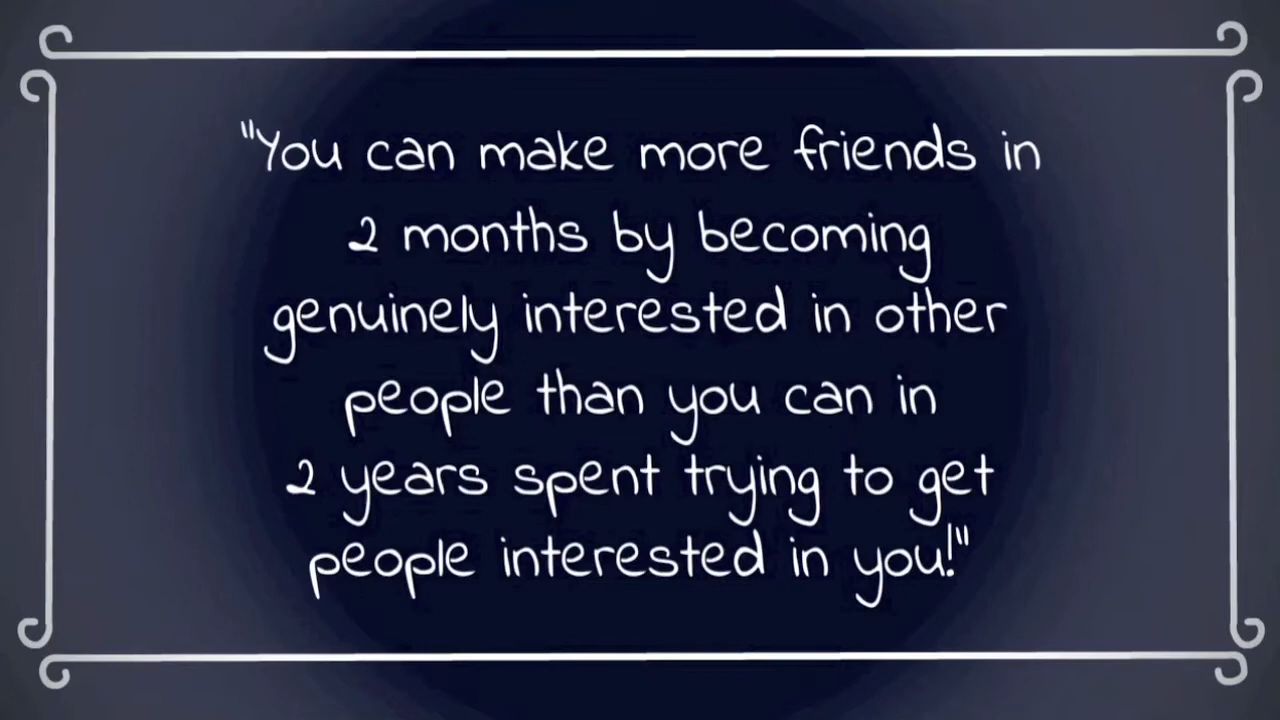 "You can make more friends in
2 months by becoming
genuinely interested in other
people than you can in
2 years spent trying to get
people interested in you!"